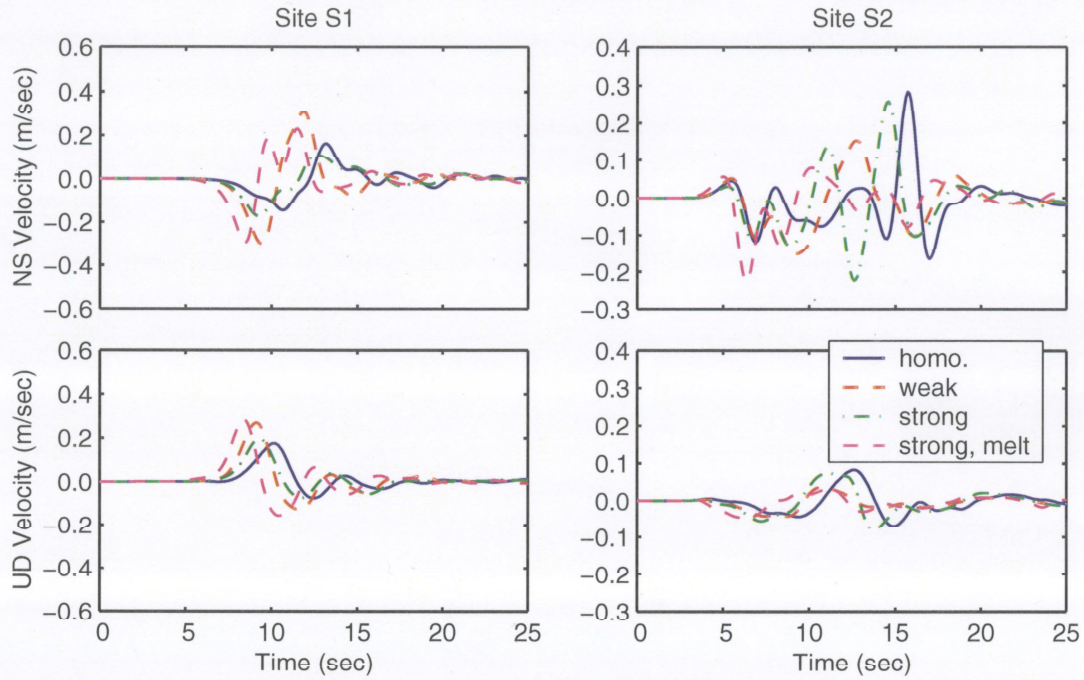 Site S1
Site S2
NS Velocity (m/sec)
0.6
0.4
0.2
0.0
−0.2
−0.4
−0.6
0.4
0.3
0.2
0.1
0.0
−0.1
−0.2
−0.3
UD Velocity (m/sec)
0.6
0.4
0.2
0.0
−0.2
−0.4
−0.6
0 5 10 15 20 25
Time (sec)
0.4
0.3
0.2
0.1
0.0
−0.1
−0.2
−0.3
0 5 10 15 20 25
Time (sec)
homo.
weak
strong
strong, melt